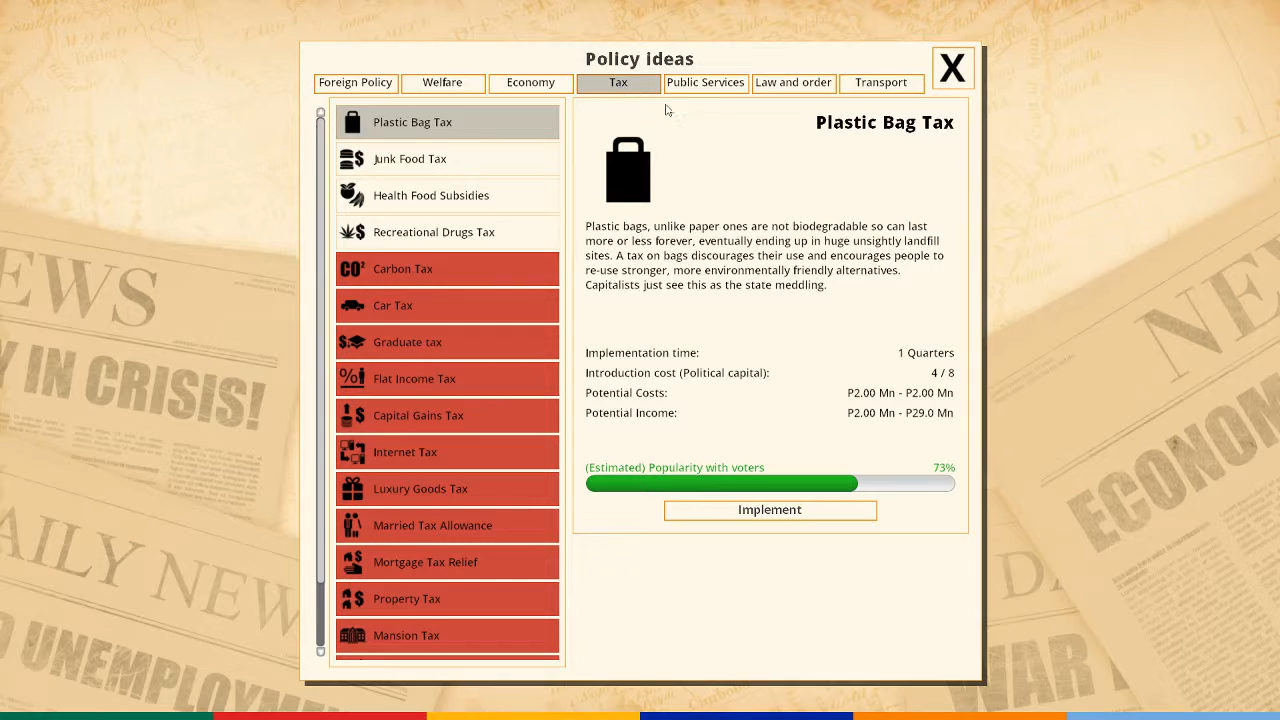 Policy ideas
X
Foreign Policy
Welfare
Economy
Tax
Public Services
Law and order
Transport
Plastic Bag Tax
Junk Food Tax
Health Food Subsidies
Recreational Drugs Tax
CO² Carbon Tax
Car Tax
Graduate tax
Flat Income Tax
Capital Gains Tax
Internet Tax
Luxury Goods Tax
Married Tax Allowance
Mortgage Tax Relief
Property Tax
Mansion Tax
Plastic Bag Tax
Plastic bags, unlike paper ones are not biodegradable so can last
more or less forever, eventually ending up in huge unsightly landfill
sites. A tax on bags discourages their use and encourages people to
re-use stronger, more environmentally friendly alternatives.
Capitalists just see this as the state meddling.
Implementation time: 1 Quarters
Introduction cost (Political capital): 4 / 8
Potential Costs: P2.00 Mn - P2.00 Mn
Potential Income: P2.00 Mn - P29.0 Mn
(Estimated) Popularity with voters 73%
Implement
EWS
Y IN CRISIS!
AILY NEW
D UNEMPLOYM
NE
ECONOM
DA
WAR